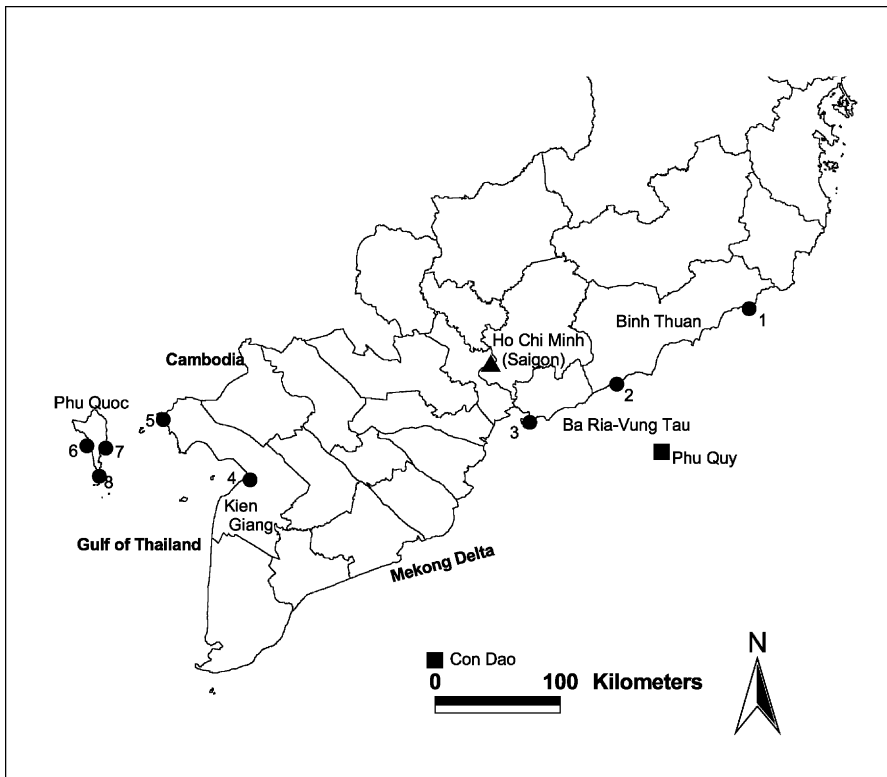 Binh Thuan
1
Ho Chi Minh
(Saigon)
Cambodia
2
Phu Quoc
5
3
Ba Ria-Vung Tau
6
7
Phu Quy
8
4
Kien
Giang
Gulf of Thailand
Mekong Delta
N
Con Dao
0 100 Kilometers